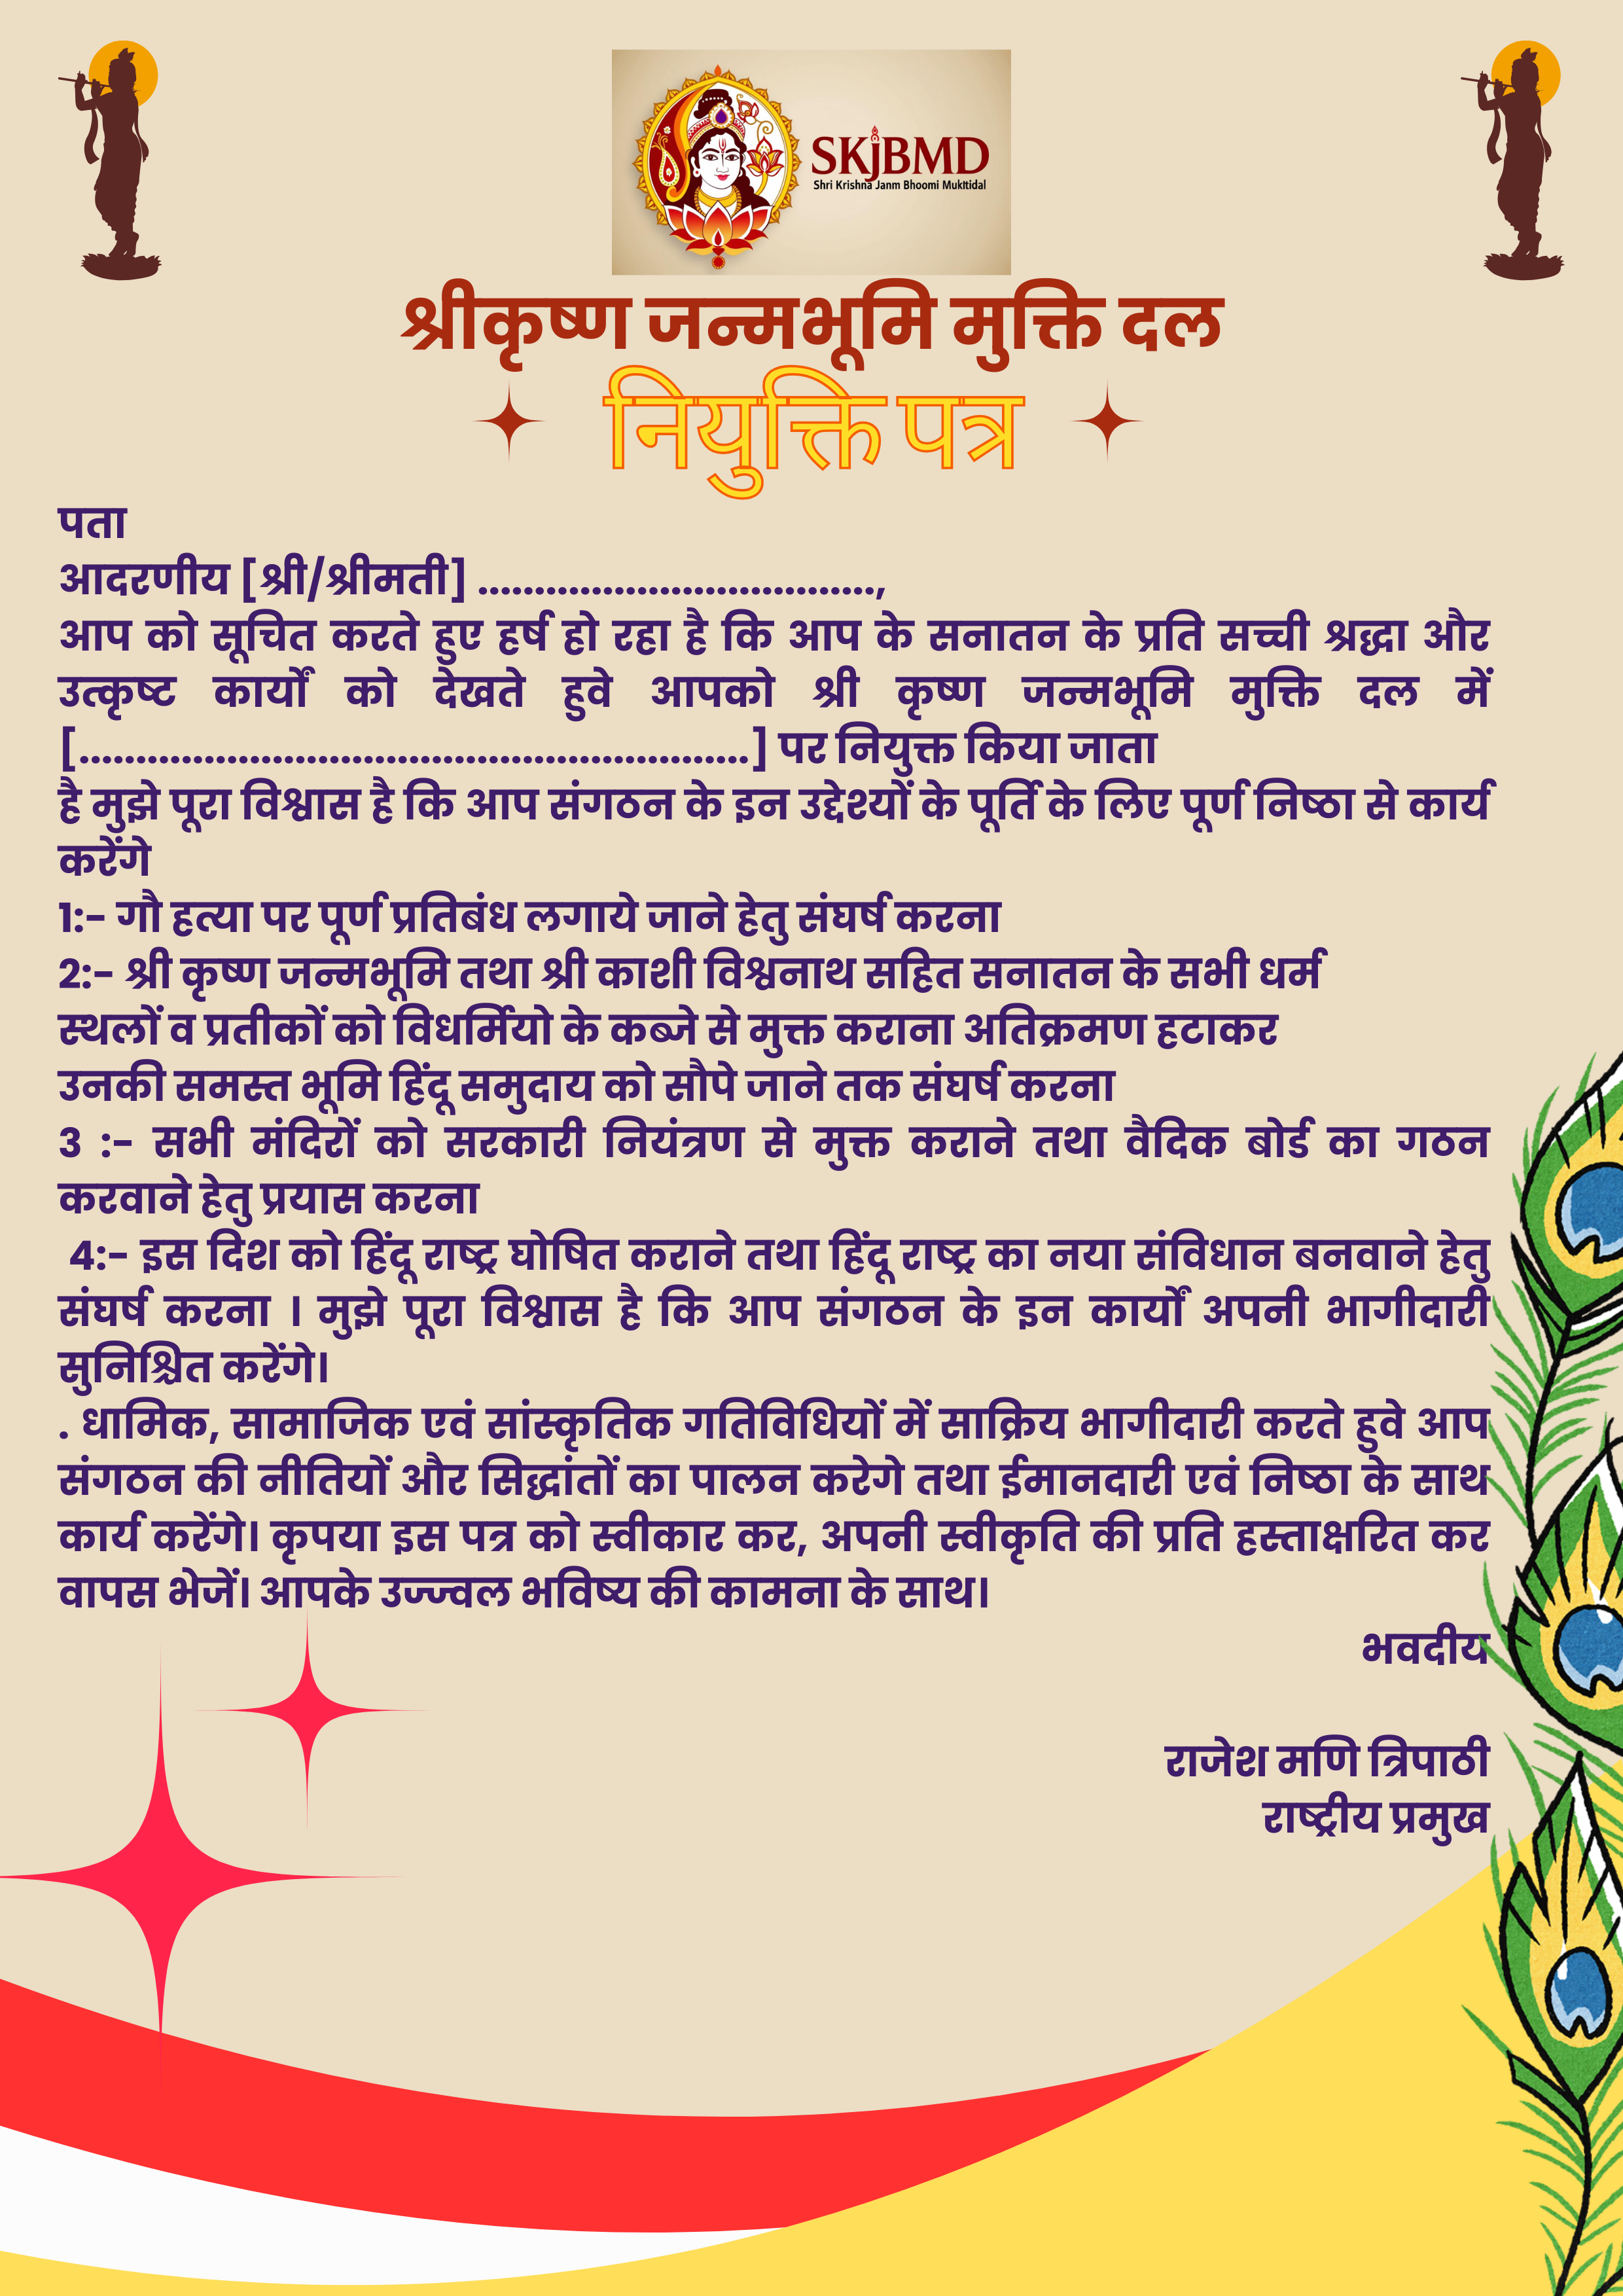 SKjBMD
Shri Krishna Janm Bhoomi Mukltidal
श्रीकृष्ण जन्मभूमि मुक्ति दल
नियुक्ति पत्र
पता
आदरणीय [श्री/श्रीमती] ...................................,
आप को सूचित करते हुए हर्ष हो रहा है कि आप के सनातन के प्रति सच्ची श्रद्धा और
उत्कृष्ट कार्यों को देखते हुवे आपको श्री कृष्ण जन्मभूमि मुक्ति दल में
[...........................................................] पर नियुक्त किया जाता
है मुझे पूरा विश्वास है कि आप संगठन के इन उद्देश्यों के पूर्ति के लिए पूर्ण निष्ठा से कार्य
करेंगे
1:- गौ हत्या पर पूर्ण प्रतिबंध लगाये जाने हेतु संघर्ष करना
2:- श्री कृष्ण जन्मभूमि तथा श्री काशी विश्वनाथ सहित सनातन के सभी धर्म
स्थलों व प्रतीकों को विधर्मियो के कब्जे से मुक्त कराना अतिक्रमण हटाकर
उनकी समस्त भूमि हिंदू समुदाय को सौपे जाने तक संघर्ष करना
3 :- सभी मंदिरों को सरकारी नियंत्रण से मुक्त कराने तथा वैदिक बोर्ड का गठन
करवाने हेतु प्रयास करना
4:- इस दिश को हिंदू राष्ट्र घोषित कराने तथा हिंदू राष्ट्र का नया संविधान बनवाने हेतु
संघर्ष करना । मुझे पूरा विश्वास है कि आप संगठन के इन कार्यों अपनी भागीदारी
सुनिश्चित करेंगे।
. धामिक, सामाजिक एवं सांस्कृतिक गतिविधियों में साक्रिय भागीदारी करते हुवे आप
संगठन की नीतियों और सिद्धांतों का पालन करेगे तथा ईमानदारी एवं निष्ठा के साथ
कार्य करेंगे। कृपया इस पत्र को स्वीकार कर, अपनी स्वीकृति की प्रति हस्ताक्षरित कर
वापस भेजें। आपके उज्ज्वल भविष्य की कामना के साथ।
भवदीय
राजेश मणि त्रिपाठी
राष्ट्रीय प्रमुख